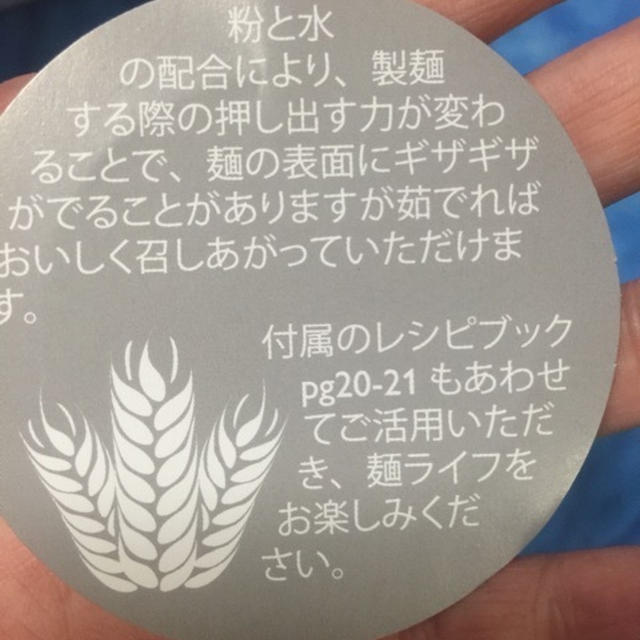 粉と水
の配合により、製麺
する際の押し出す力が変わ
ることで、麺の表面にギザギザ
がでることがありますが茹でれば
おいしく召しあがっていただけま
す。
付属のレシピブック
pg20-21 もあわせ
てご活用いただ
き、麺ライフを
お楽しみくだ
さい。